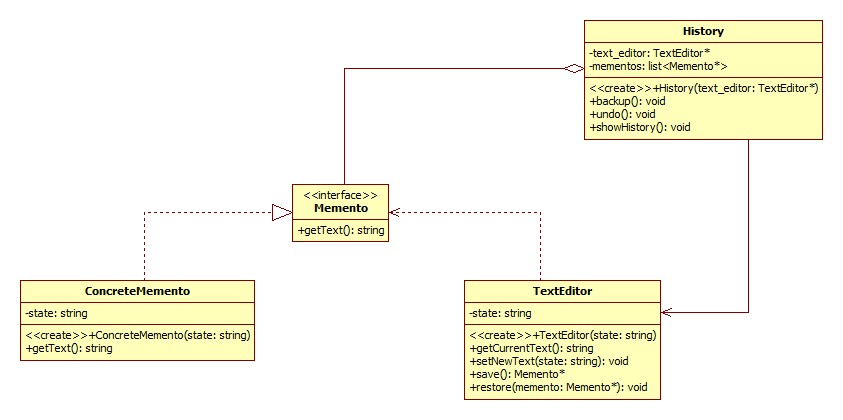 History
-text_editor: TextEditor*
-mementos: list<Memento*>
<<create>>+History(text_editor: TextEditor*)
+backup(): void
+undo(): void
+showHistory(): void
<<interface>>
Memento
+getText(): string
ConcreteMemento
-state: string
<<create>>+ConcreteMemento(state: string)
+getText(): string
TextEditor
-state: string
<<create>>+TextEditor(state: string)
+getCurrentText(): string
+setNewText(state: string): void
+save(): Memento*
+restore(memento: Memento*): void